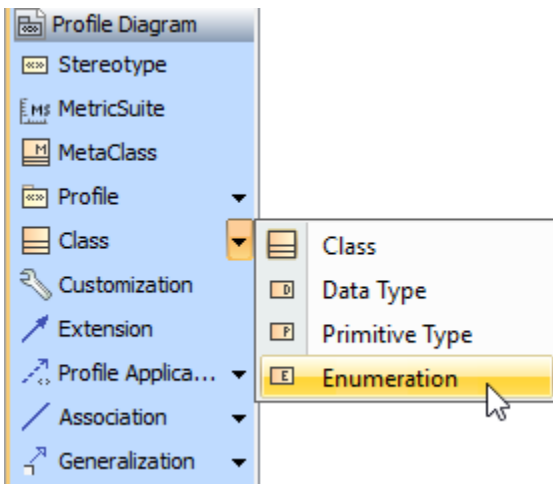 Profile Diagram
Stereotype
MS MetricSuite
M MetaClass
Profile
Class
Customization
Extension
Profile Applica...
Association
Generalization
Class
D Data Type
P Primitive Type
E Enumeration